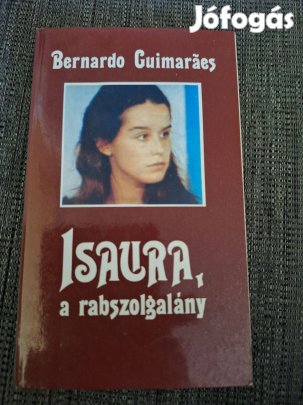 Jófogás
Bernardo Guimarães
ISAURA,
a rabszolgalány